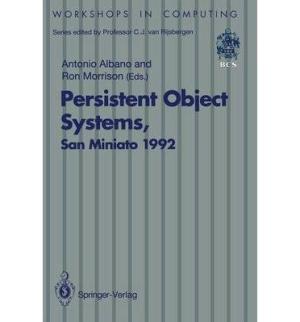 WORKSHOPS IN COMPUTING
Series edited by Professor C.J. van Rijsbergen
Antonio Albano and
Ron Morrison (Eds.)
BCS
Persistent Object
Systems,
San Miniato 1992
Springer-Verlag